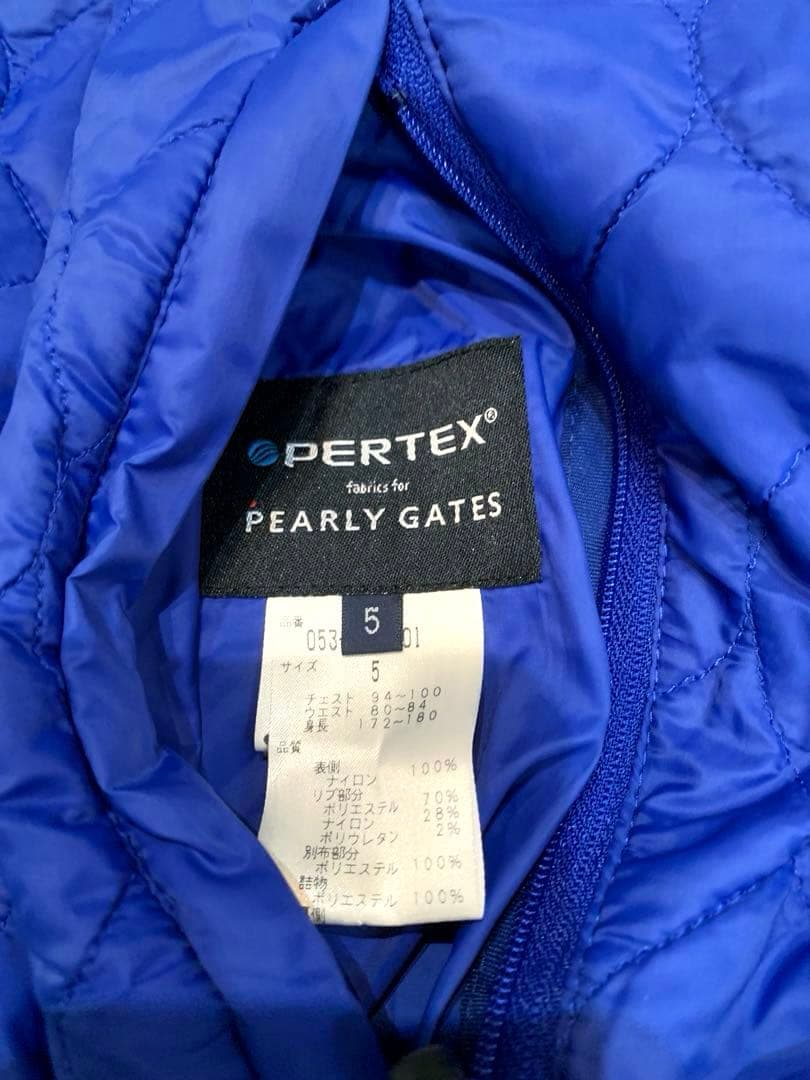 PERTEX®
fabrics for
PEARLY GATES
5
品番
053- 01
サイズ 5
チェスト 94~100
ウエスト 80~84
身長 172~180
品質
表側
ナイロン 100%
リブ部分
ポリエステル 70%
ナイロン 28%
ポリウレタン 2%
別布部分
ポリエステル 100%
詰物
ポリエステル 100%